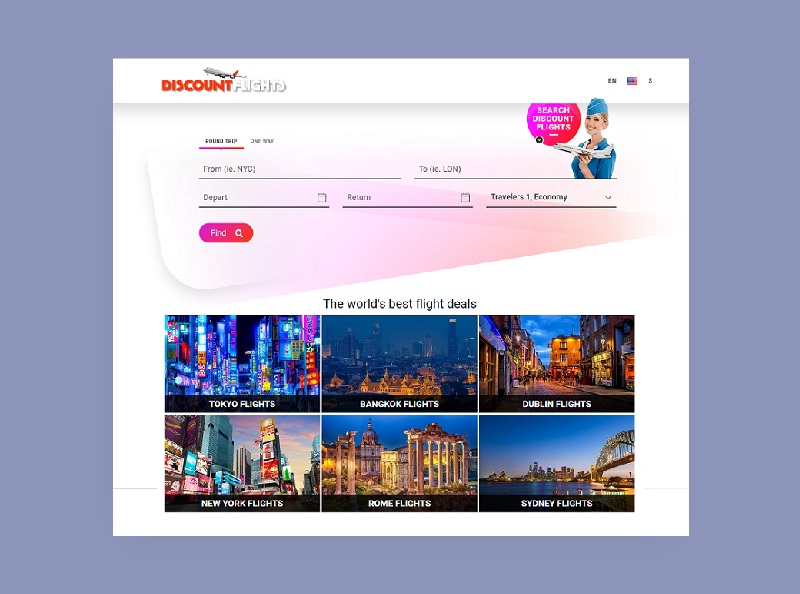 DISCOUNTFLIGHTS
EN $
SEARCH
DISCOUNT
FLIGHTS
ROUND TRIP ONE WAY
From (ie. NYC) To (ie. LON)
Depart Return Travelers 1, Economy
Find
The world's best flight deals
TOKYO FLIGHTS BANGKOK FLIGHTS DUBLIN FLIGHTS
NEW YORK FLIGHTS ROME FLIGHTS SYDNEY FLIGHTS